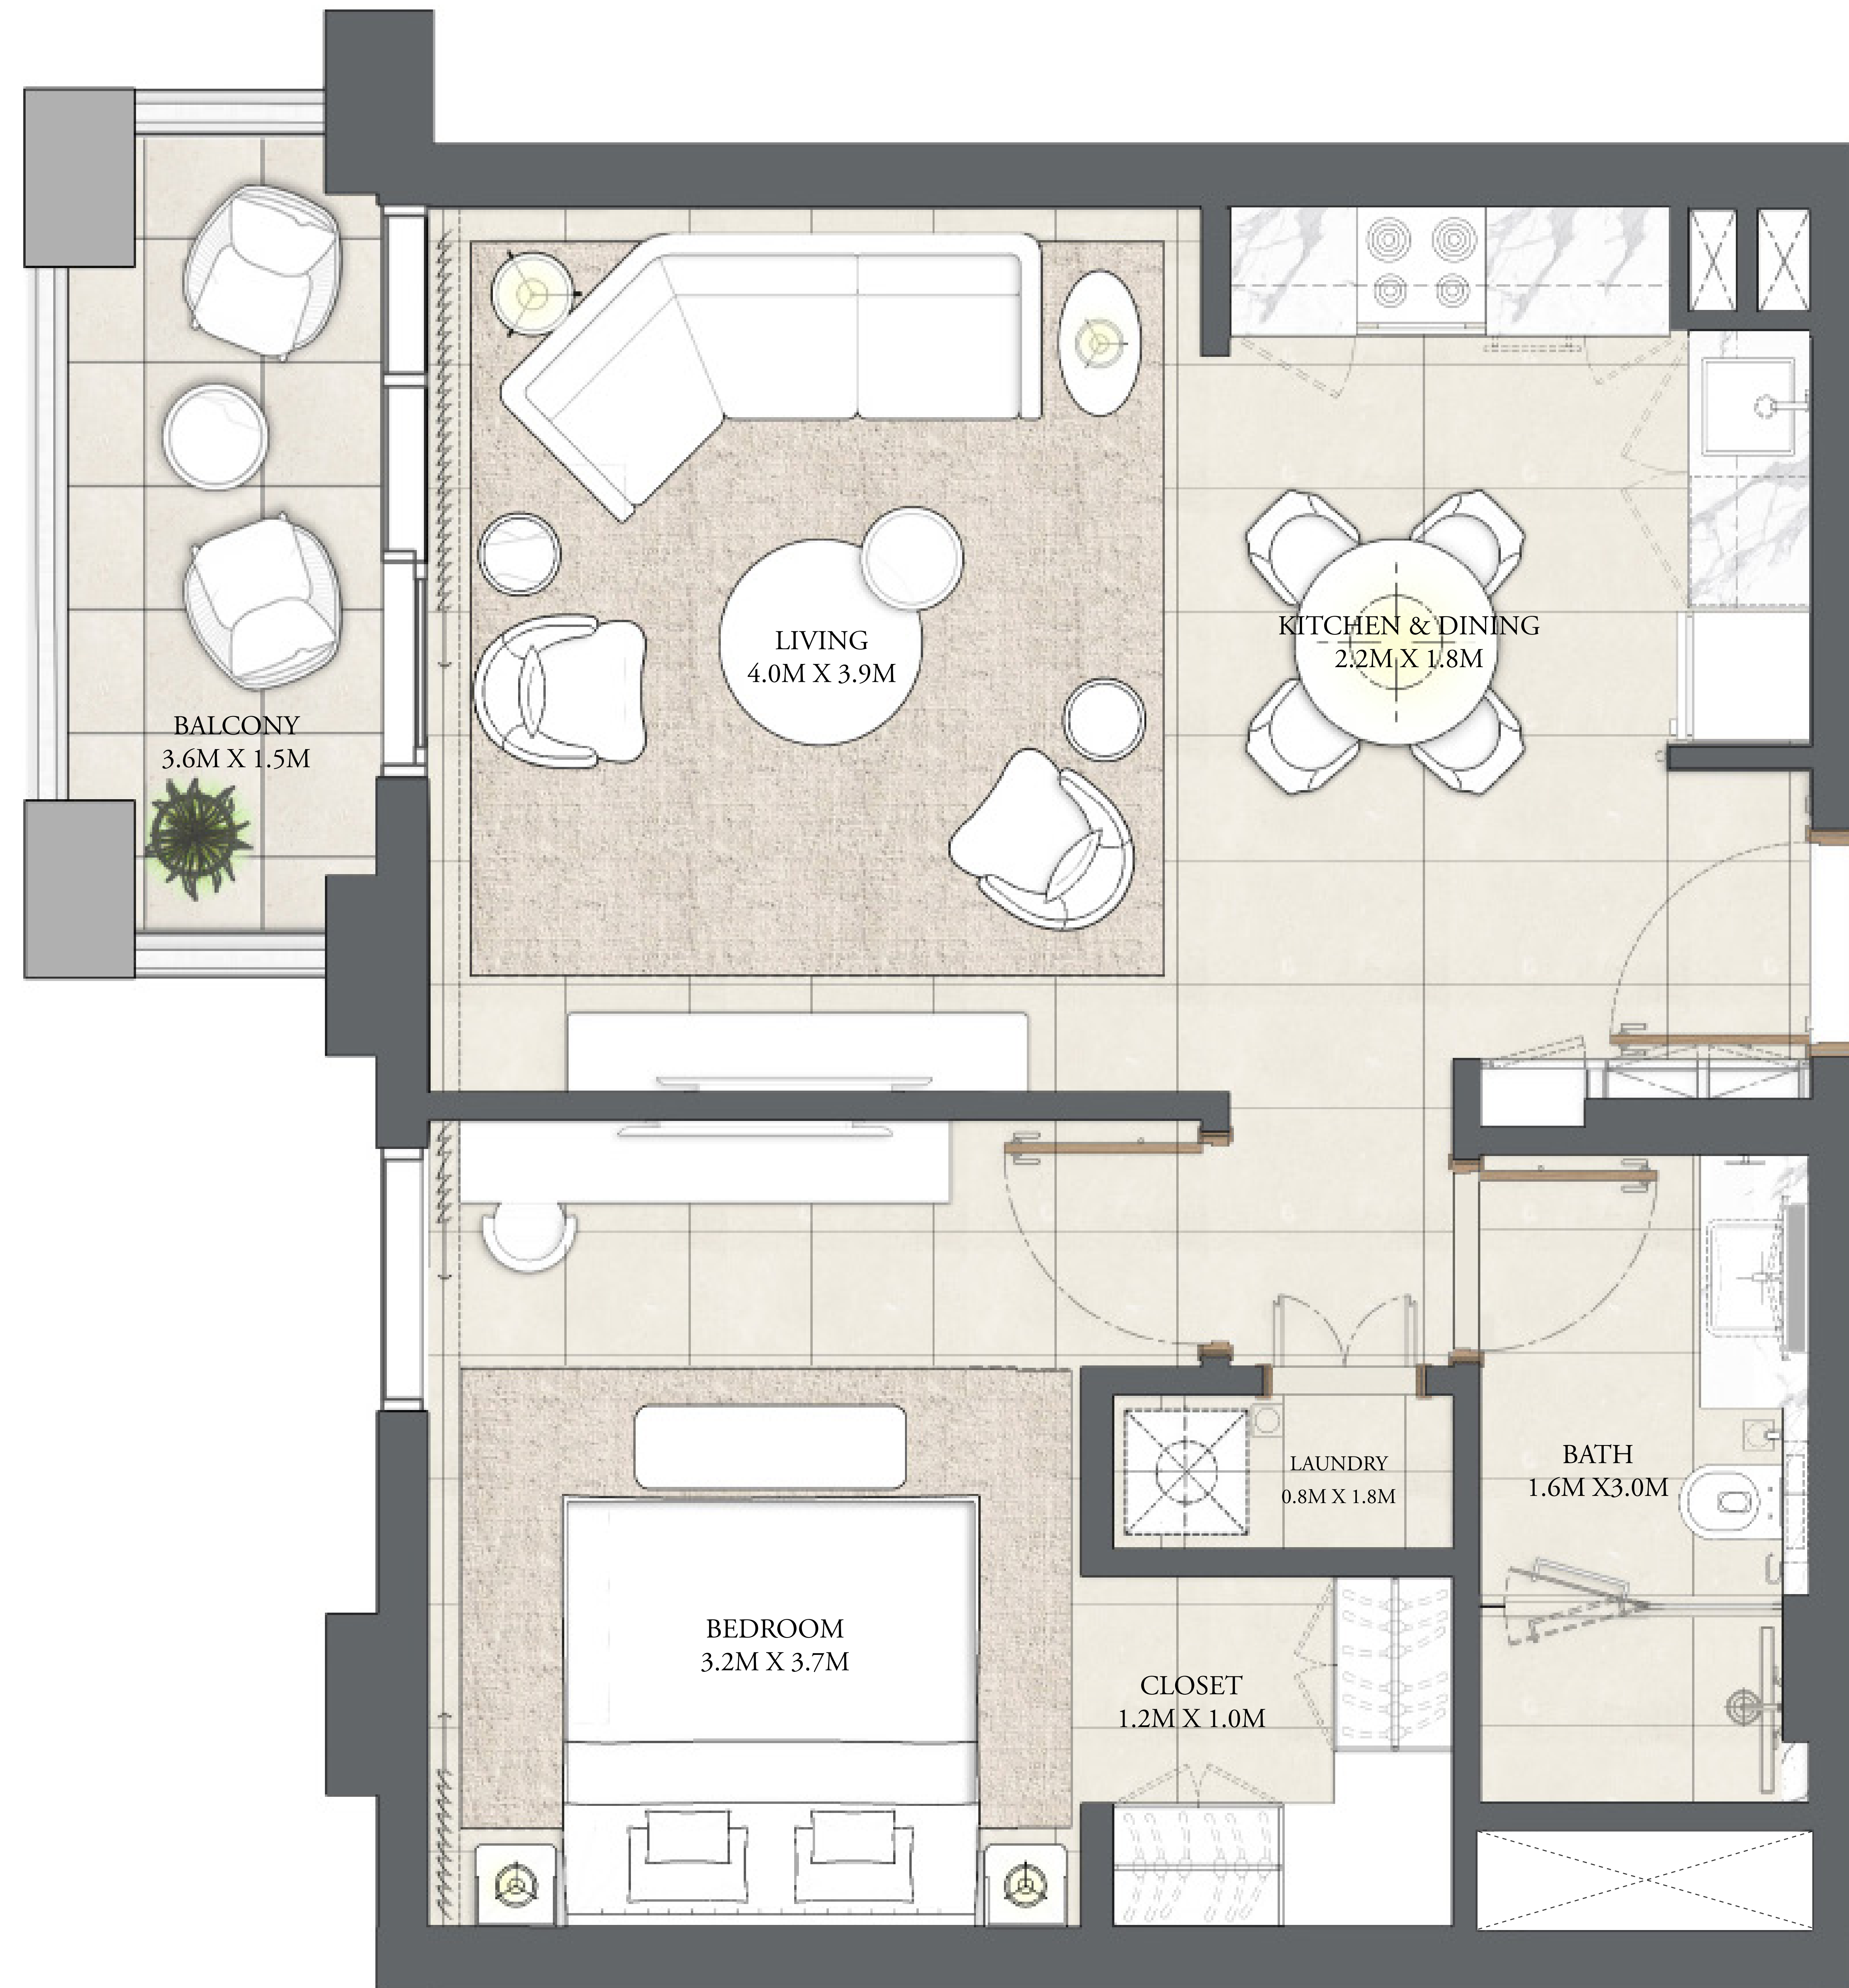 LIVING
4.0M X 3.9M
KITCHEN & DINING
2.2M X 1.8M
BALCONY
3.6M X 1.5M
BATH
1.6M X3.0M
LAUNDRY
0.8M X 1.8M
BEDROOM
3.2M X 3.7M
CLOSET
1.2M X 1.0M